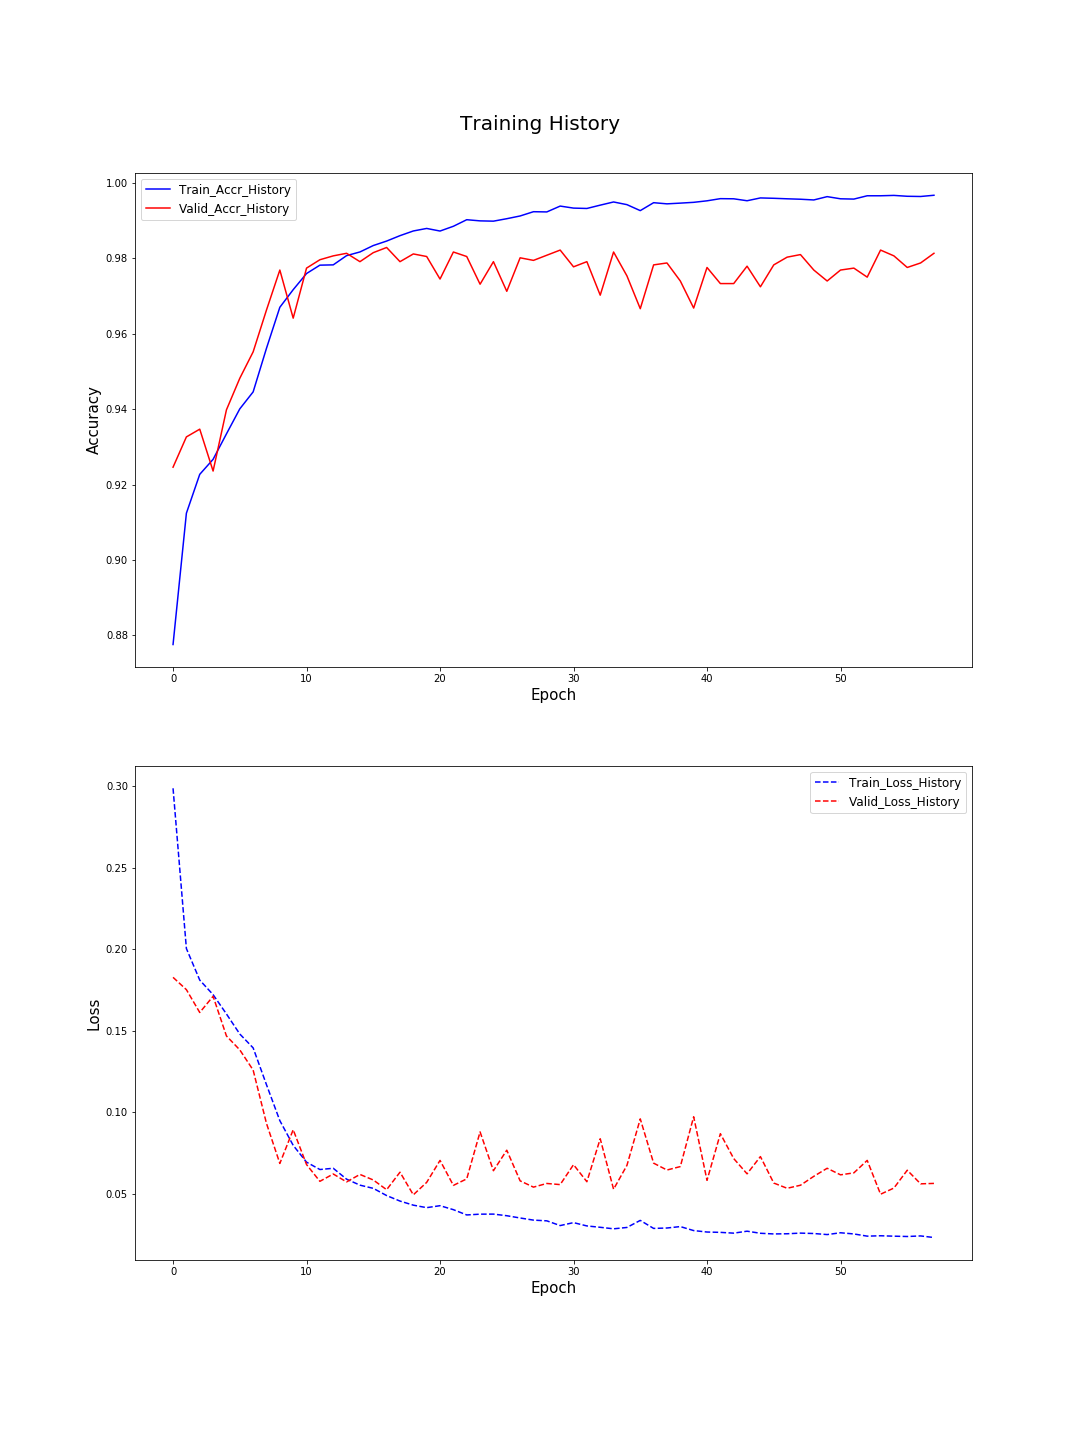 Training History
Train_Accr_History
Valid_Accr_History
1.00
0.98
0.96
0.94
0.92
0.90
0.88
Accuracy
0 10 20 30 40 50
Epoch
Train_Loss_History
Valid_Loss_History
0.30
0.25
0.20
0.15
0.10
0.05
Loss
0 10 20 30 40 50
Epoch